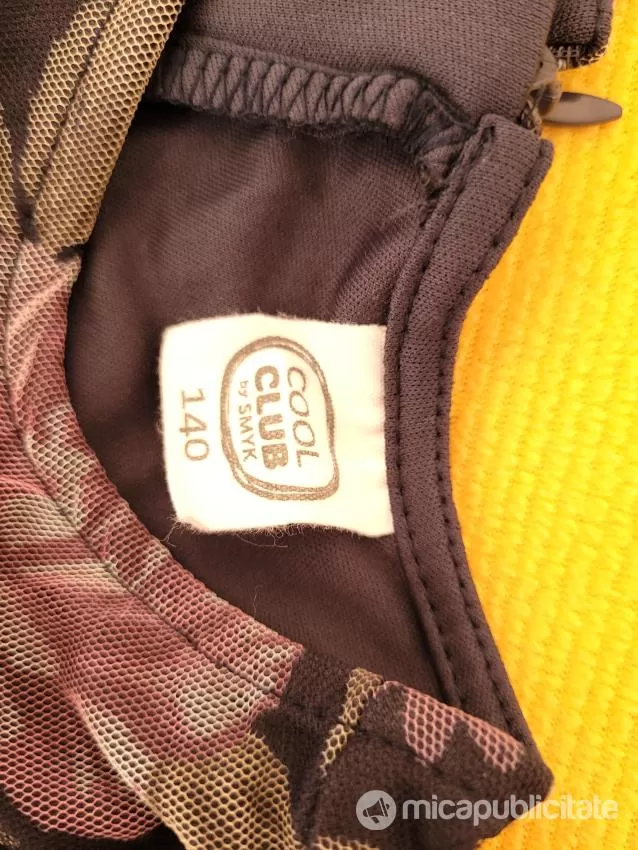 COOL
CLUB
by SMYK
140
micapublicitate